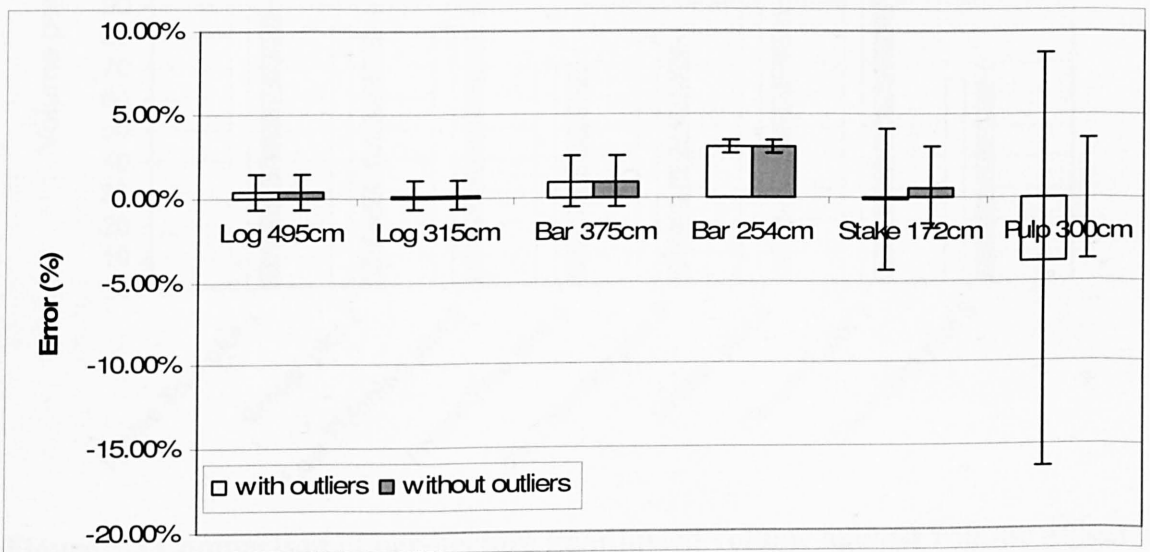 10.00%
5.00%
0.00%
-5.00%
-10.00%
-15.00%
-20.00%
Error (%)
Log 495cm Log 315cm Bar 375cm Bar 254cm Stake 172cm Pulp 300cm
with outliers without outliers